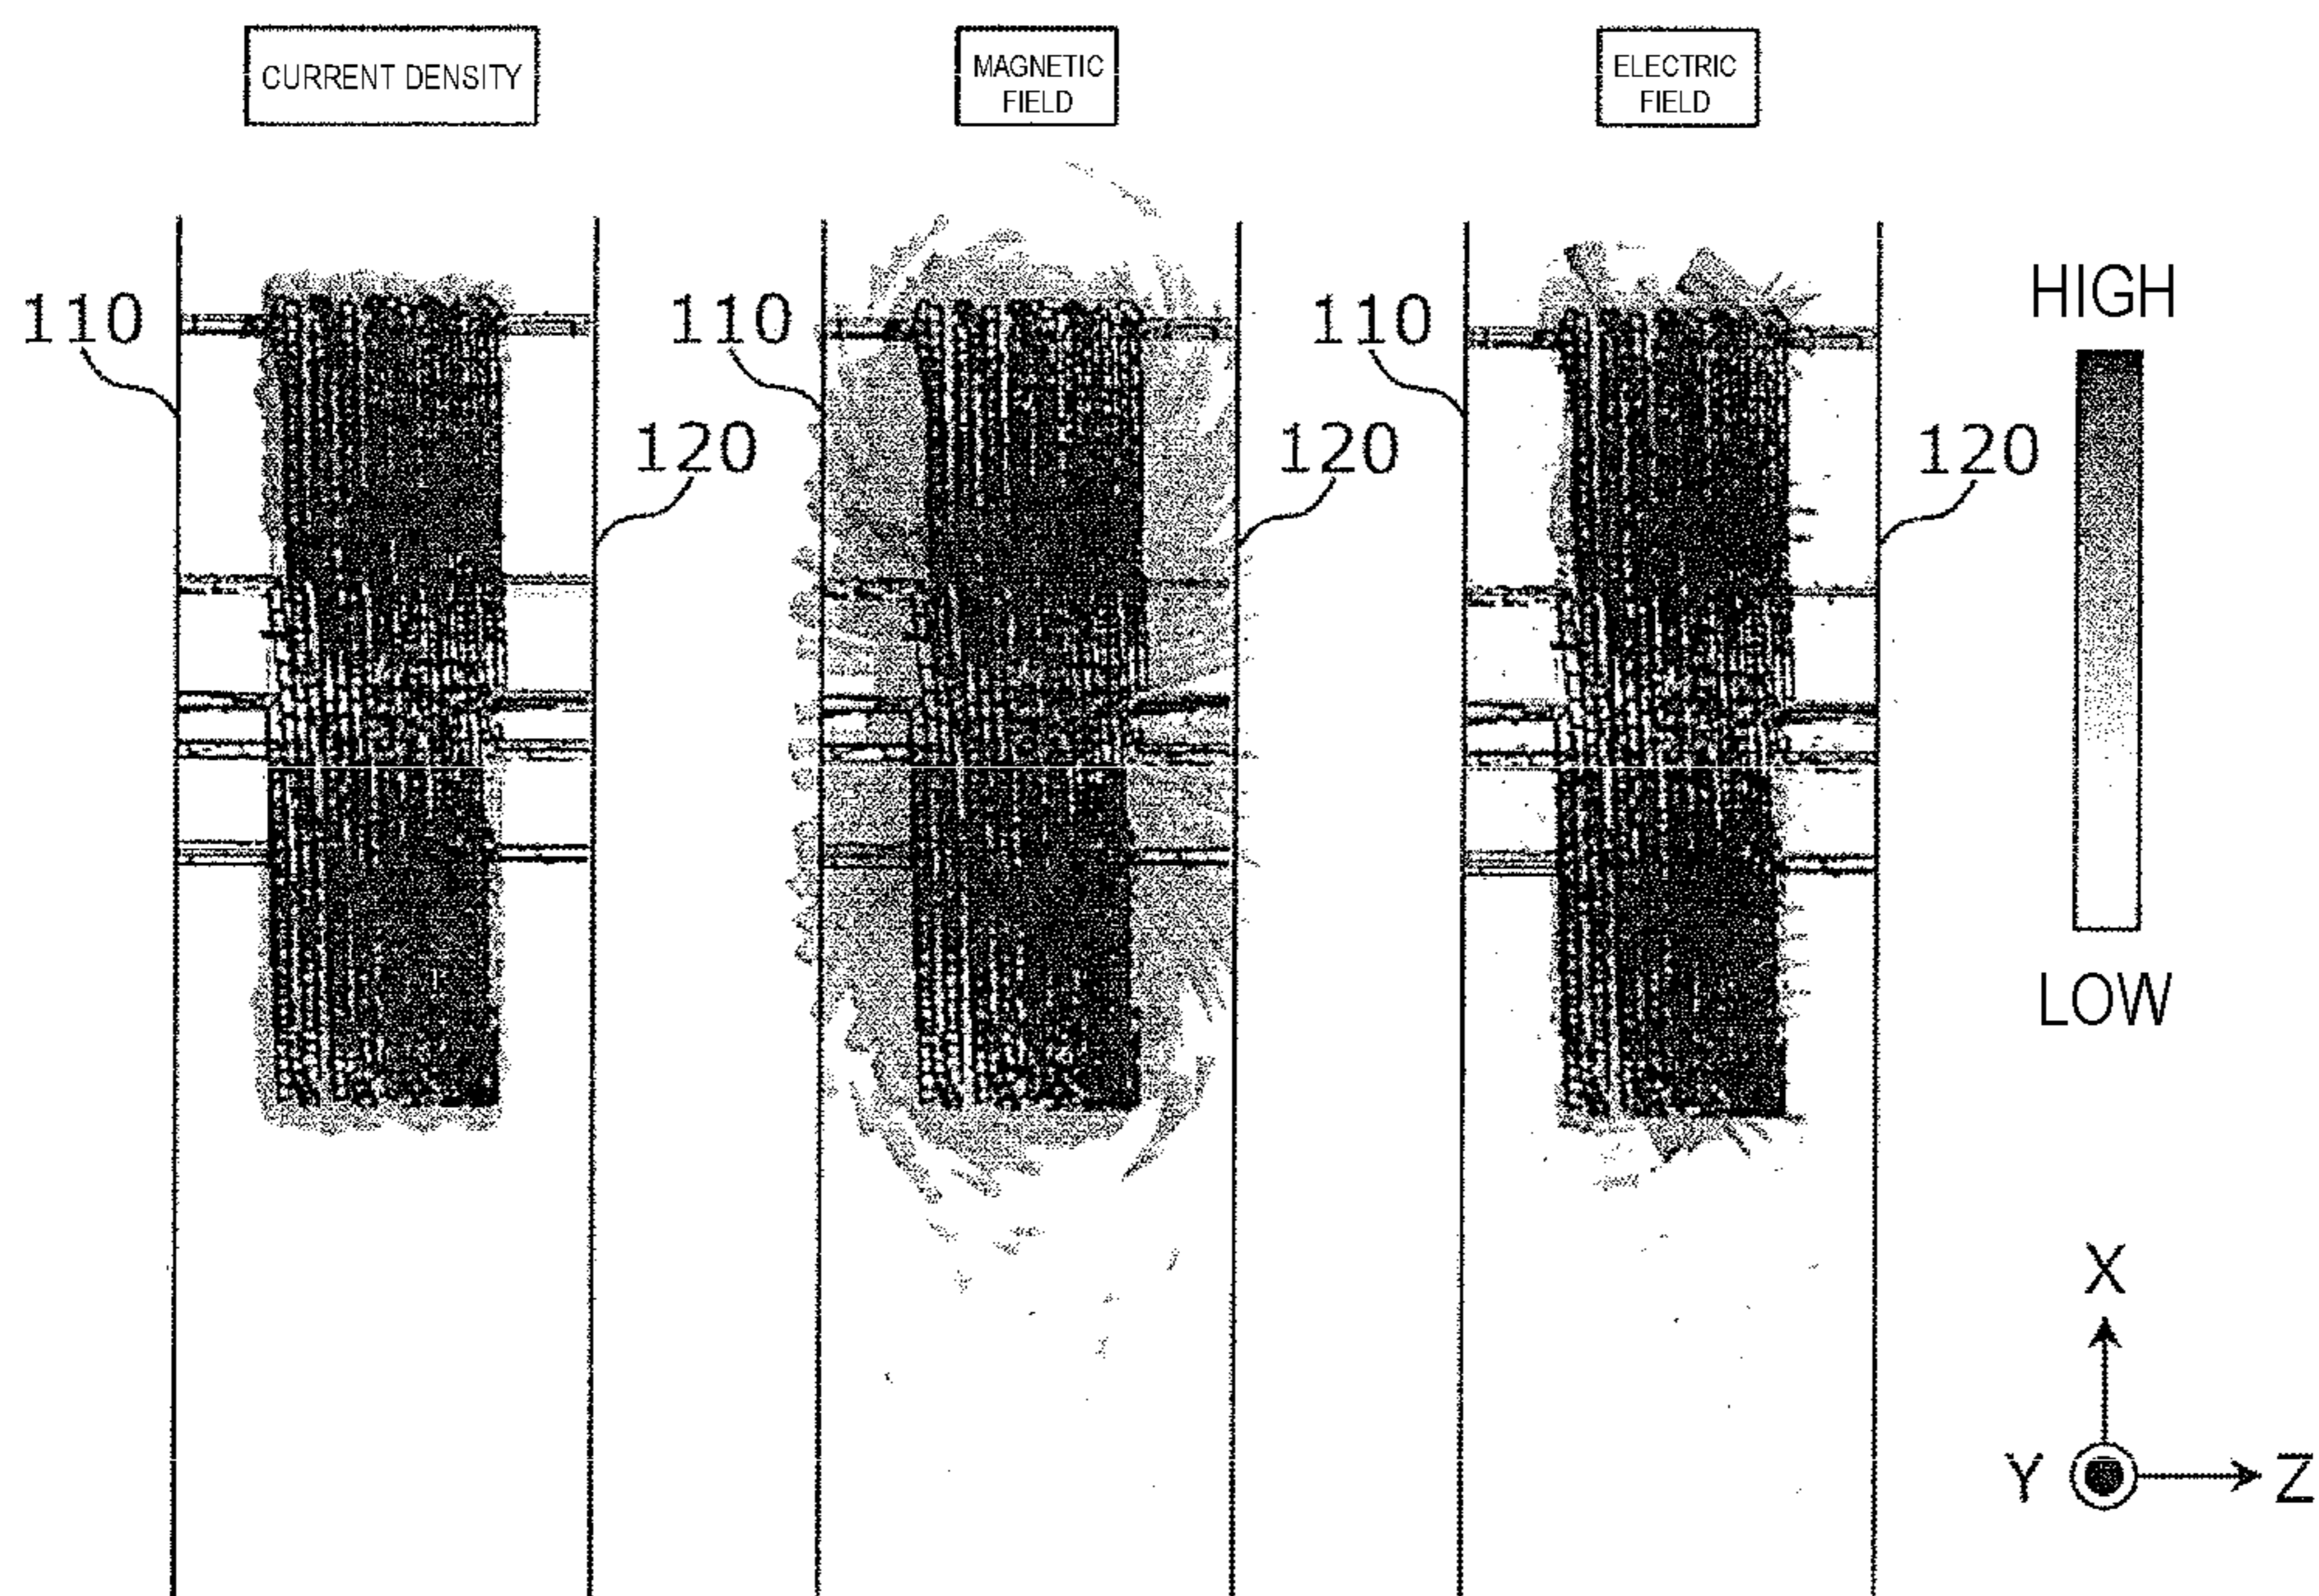 CURRENT DENSITY
MAGNETIC
FIELD
ELECTRIC
FIELD
110
120
110
120
110
120
HIGH
LOW
X
Y
Z